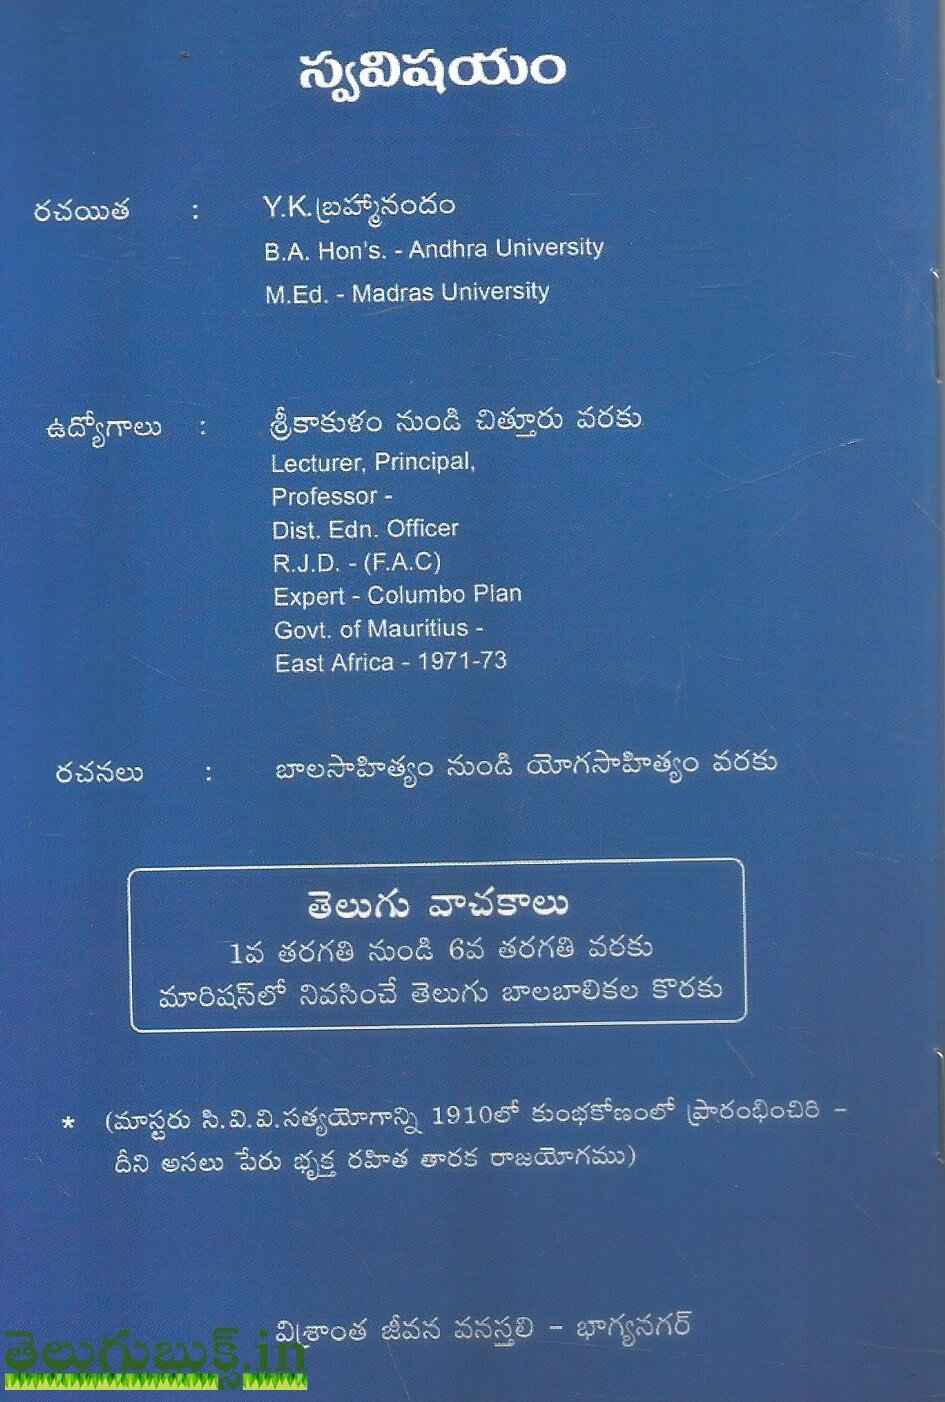 స్వవిషయం
రచయిత : Y.K.బ్రహ్మానందం
B.A. Hon's. - Andhra University
M.Ed. - Madras University
ఉద్యోగాలు : శ్రీకాకుళం నుండి చిత్తూరు వరకు
Lecturer, Principal,
Professor -
Dist. Edn. Officer
R.J.D. - (F.A.C)
Expert - Columbo Plan
Govt. of Mauritius -
East Africa - 1971-73
రచనలు : బాలసాహిత్యం నుండి యోగసాహిత్యం వరకు
తెలుగు వాచకాలు
1వ తరగతి నుండి 6వ తరగతి వరకు
మారిషస్‌లో నివసించే తెలుగు బాలబాలికల కొరకు
* (మాస్టరు సి.వి.వి.సత్యయోగాన్ని 1910లో కుంభకోణంలో ప్రారంభించిరి -
దీని అసలు పేరు భృక్త రహిత తారక రాజయోగము)
విశ్రాంత జీవన వనస్తలి - భాగ్యనగర్
తెలుగుబుక్స్.in